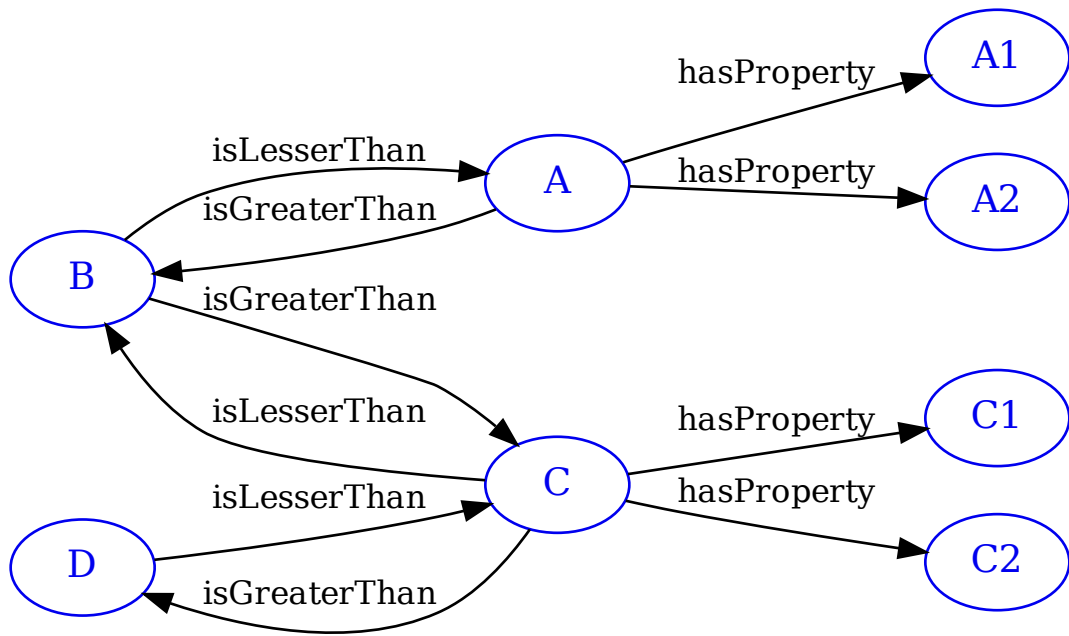 A1
hasProperty
isLesserThan
hasProperty
A
A2
isGreaterThan
B
isGreaterThan
isLesserThan
hasProperty
C1
C
hasProperty
isLesserThan
D
C2
isGreaterThan